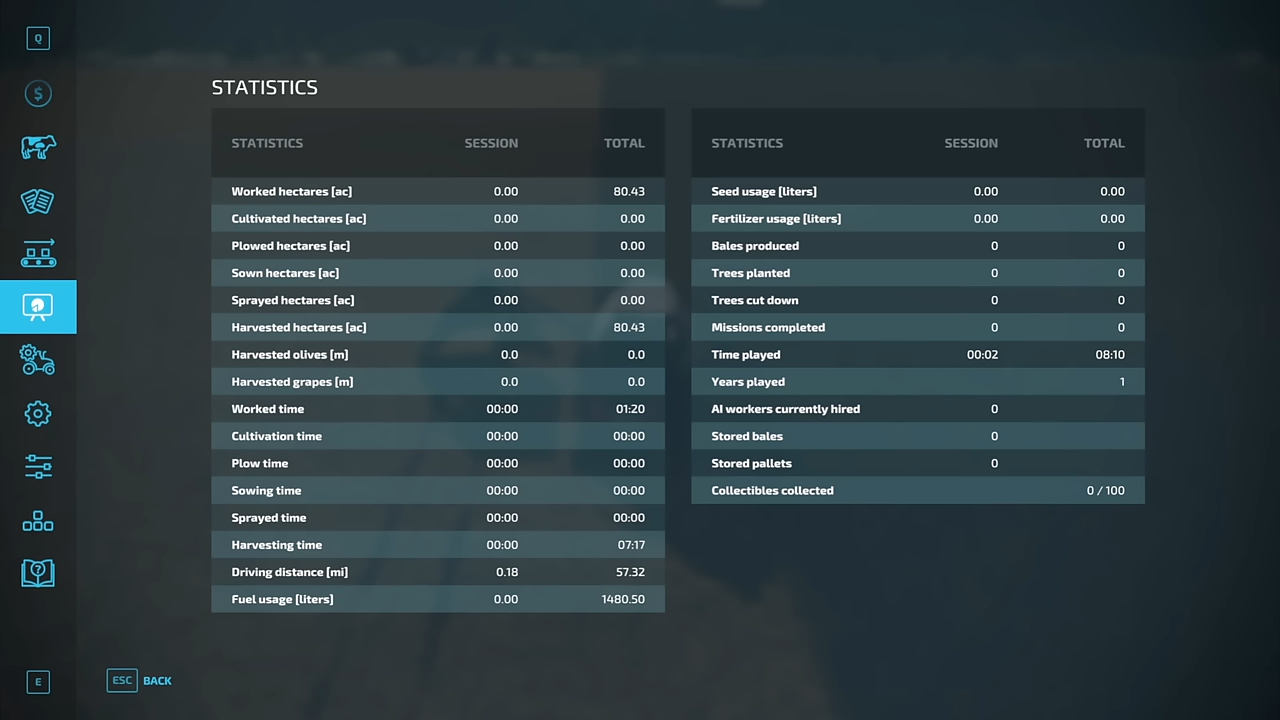 Q
STATISTICS
STATISTICS SESSION TOTAL
Worked hectares [ac] 0.00 80.43
Cultivated hectares [ac] 0.00 0.00
Plowed hectares [ac] 0.00 0.00
Sown hectares [ac] 0.00 0.00
Sprayed hectares [ac] 0.00 0.00
Harvested hectares [ac] 0.00 80.43
Harvested olives [m] 0.0 0.0
Harvested grapes [m] 0.0 0.0
Worked time 00:00 01:20
Cultivation time 00:00 00:00
Plow time 00:00 00:00
Sowing time 00:00 00:00
Sprayed time 00:00 00:00
Harvesting time 00:00 07:17
Driving distance [mi] 0.18 57.32
Fuel usage [liters] 0.00 1480.50
STATISTICS SESSION TOTAL
Seed usage [liters] 0.00 0.00
Fertilizer usage [liters] 0.00 0.00
Bales produced 0 0
Trees planted 0 0
Trees cut down 0 0
Missions completed 0 0
Time played 00:02 08:10
Years played 1
AI workers currently hired 0
Stored bales 0
Stored pallets 0
Collectibles collected 0 / 100
E
ESC BACK